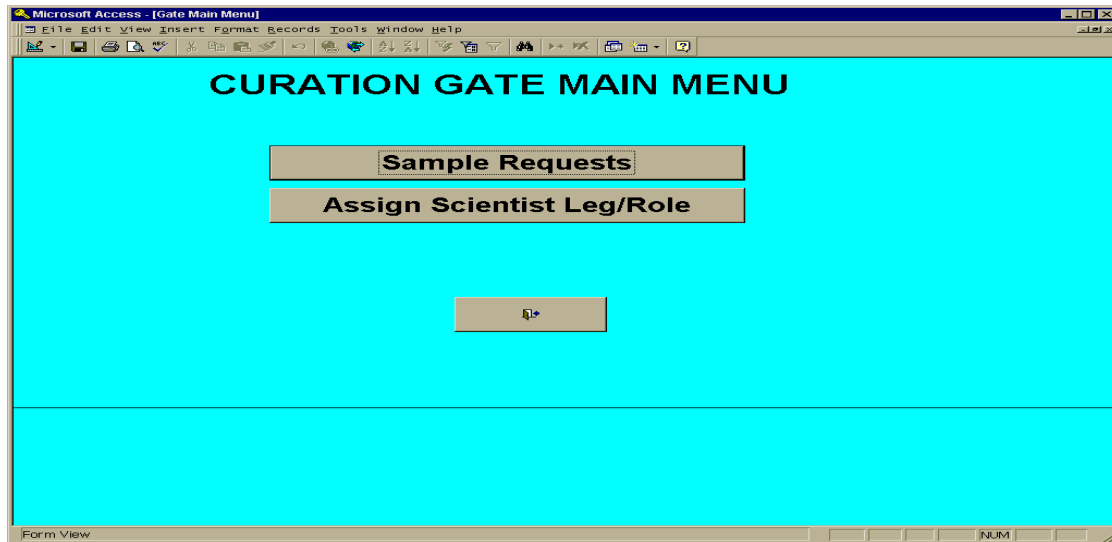 Microsoft Access - [Gate Main Menu]
File Edit View Insert Format Records Tools Window Help
CURATION GATE MAIN MENU
Sample Requests
Assign Scientist Leg/Role
Form View NUM